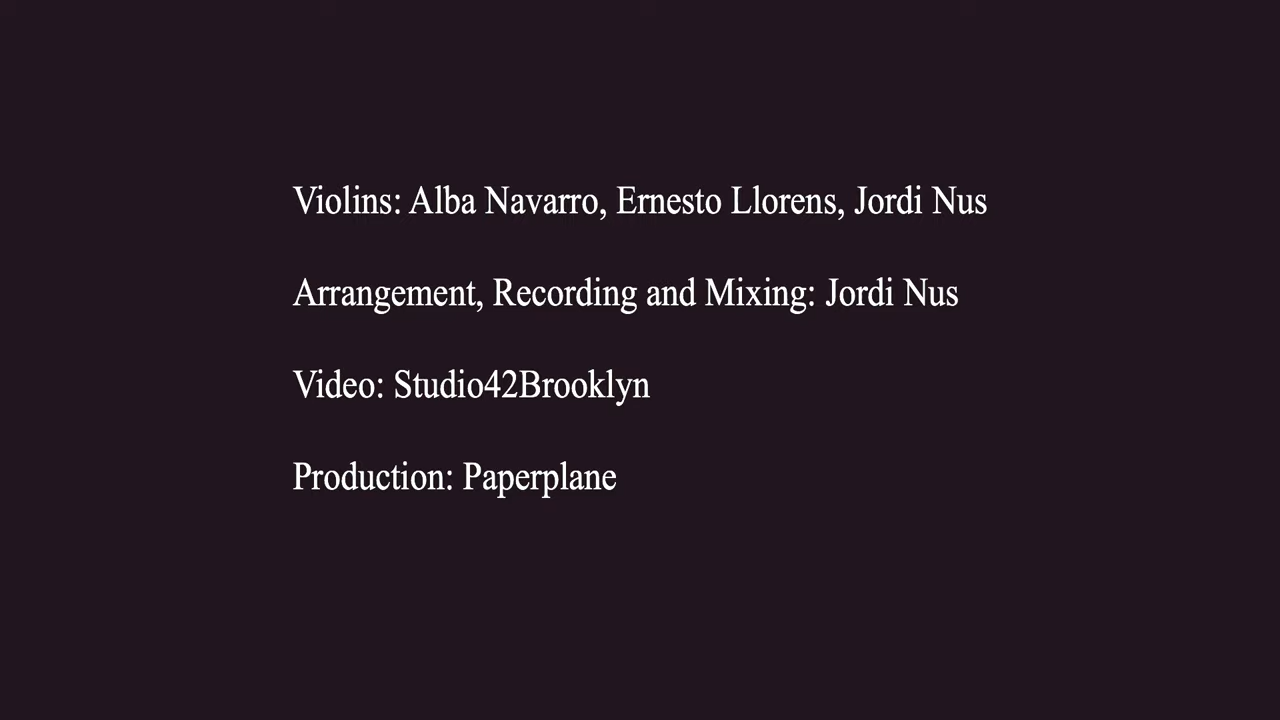 Violins: Alba Navarro, Ernesto Llorens, Jordi Nus
Arrangement, Recording and Mixing: Jordi Nus
Video: Studio42Brooklyn
Production: Paperplane